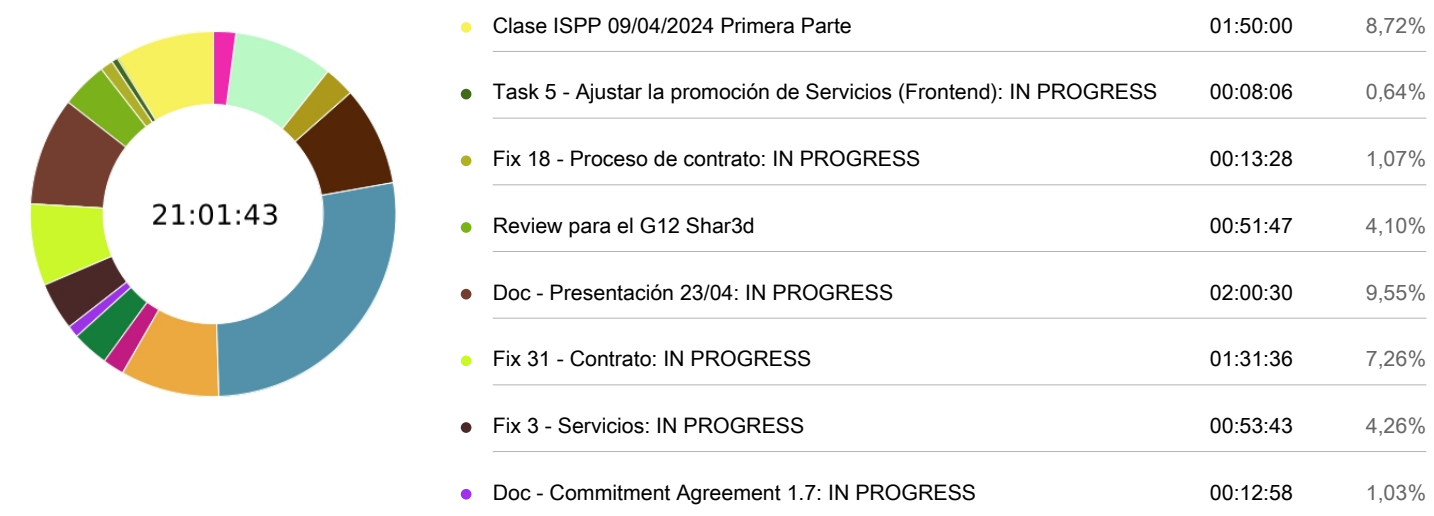 21:01:43
Clase ISPP 09/04/2024 Primera Parte 01:50:00 8,72%
Task 5 - Ajustar la promoción de Servicios (Frontend): IN PROGRESS 00:08:06 0,64%
Fix 18 - Proceso de contrato: IN PROGRESS 00:13:28 1,07%
Review para el G12 Shar3d 00:51:47 4,10%
Doc - Presentación 23/04: IN PROGRESS 02:00:30 9,55%
Fix 31 - Contrato: IN PROGRESS 01:31:36 7,26%
Fix 3 - Servicios: IN PROGRESS 00:53:43 4,26%
Doc - Commitment Agreement 1.7: IN PROGRESS 00:12:58 1,03%